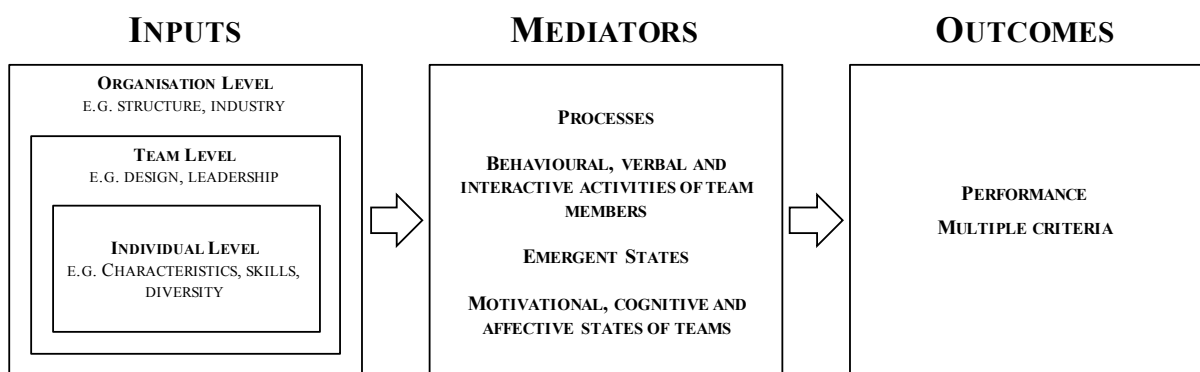 INPUTS
MEDIATORS
OUTCOMES
ORGANISATION LEVEL
E.G. STRUCTURE, INDUSTRY
TEAM LEVEL
E.G. DESIGN, LEADERSHIP
INDIVIDUAL LEVEL
E.G. CHARACTERISTICS, SKILLS,
DIVERSITY
PROCESSES
BEHAVIOURAL, VERBAL AND
INTERACTIVE ACTIVITIES OF TEAM
MEMBERS
EMERGENT STATES
MOTIVATIONAL, COGNITIVE AND
AFFECTIVE STATES OF TEAMS
PERFORMANCE
MULTIPLE CRITERIA